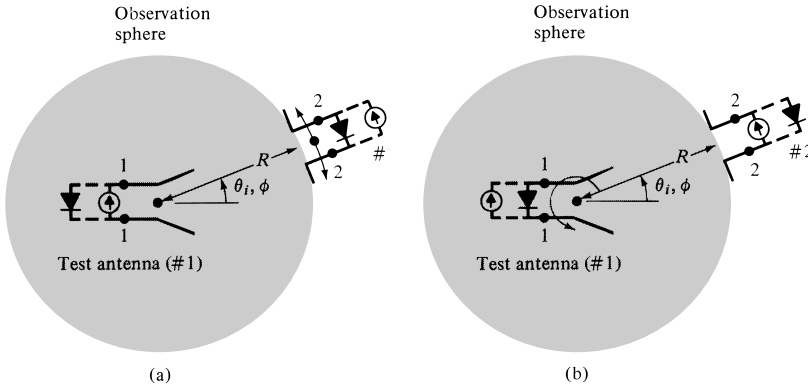 Observation
sphere
2
#
1
R
2
θi, ϕ
1
Test antenna (#1)
(a)
Observation
sphere
2
#2
1
R
2
θi, ϕ
1
Test antenna (#1)
(b)